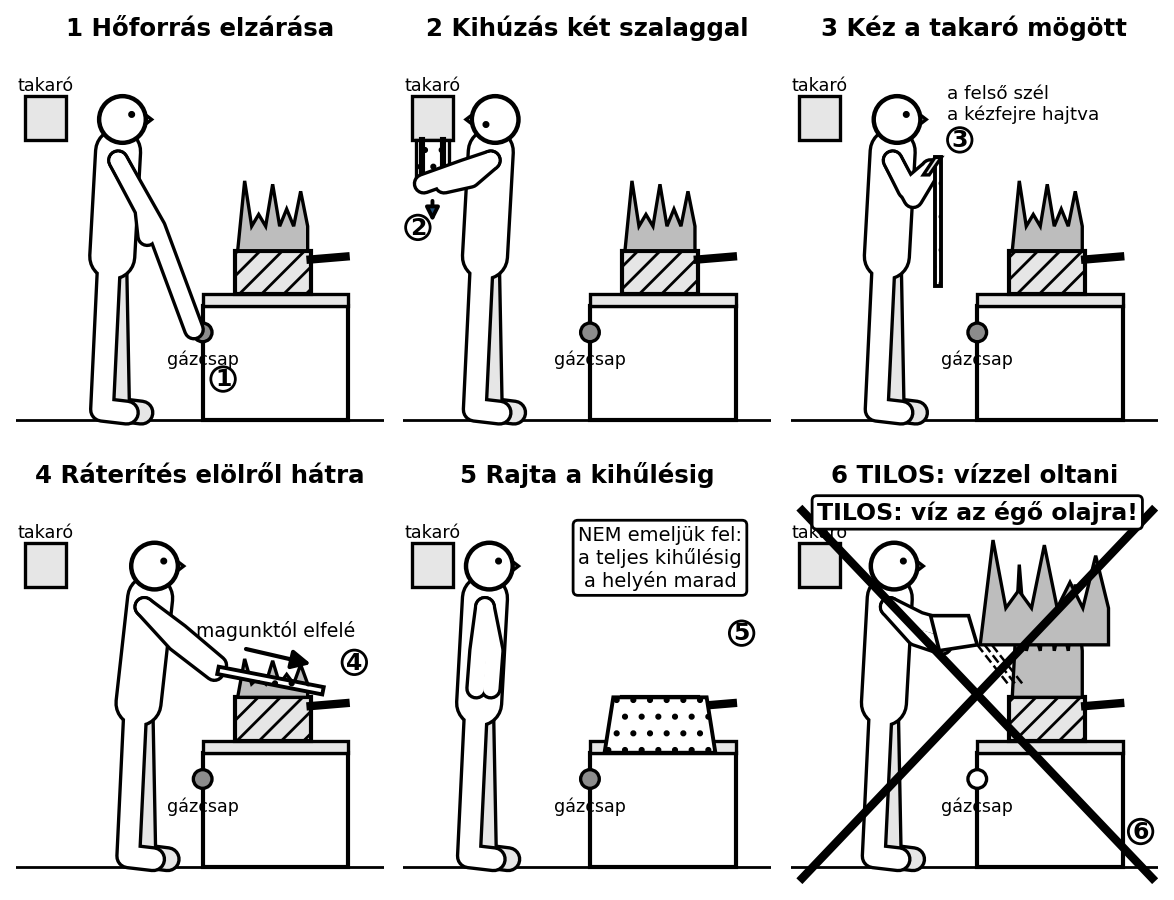 1 Hőforrás elzárása
takaró
gázcsap
1
2 Kihúzás két szalaggal
takaró
2
gázcsap
3 Kéz a takaró mögött
takaró
a felső szél
a kézfejre hajtva
3
gázcsap
4 Ráterítés elölről hátra
takaró
magunktól elfelé
4
gázcsap
5 Rajta a kihűlésig
takaró
NEM emeljük fel:
a teljes kihűlésig
a helyén marad
5
gázcsap
6 TILOS: vízzel oltani
TILOS: víz az égő olajra!
takaró
gázcsap
6